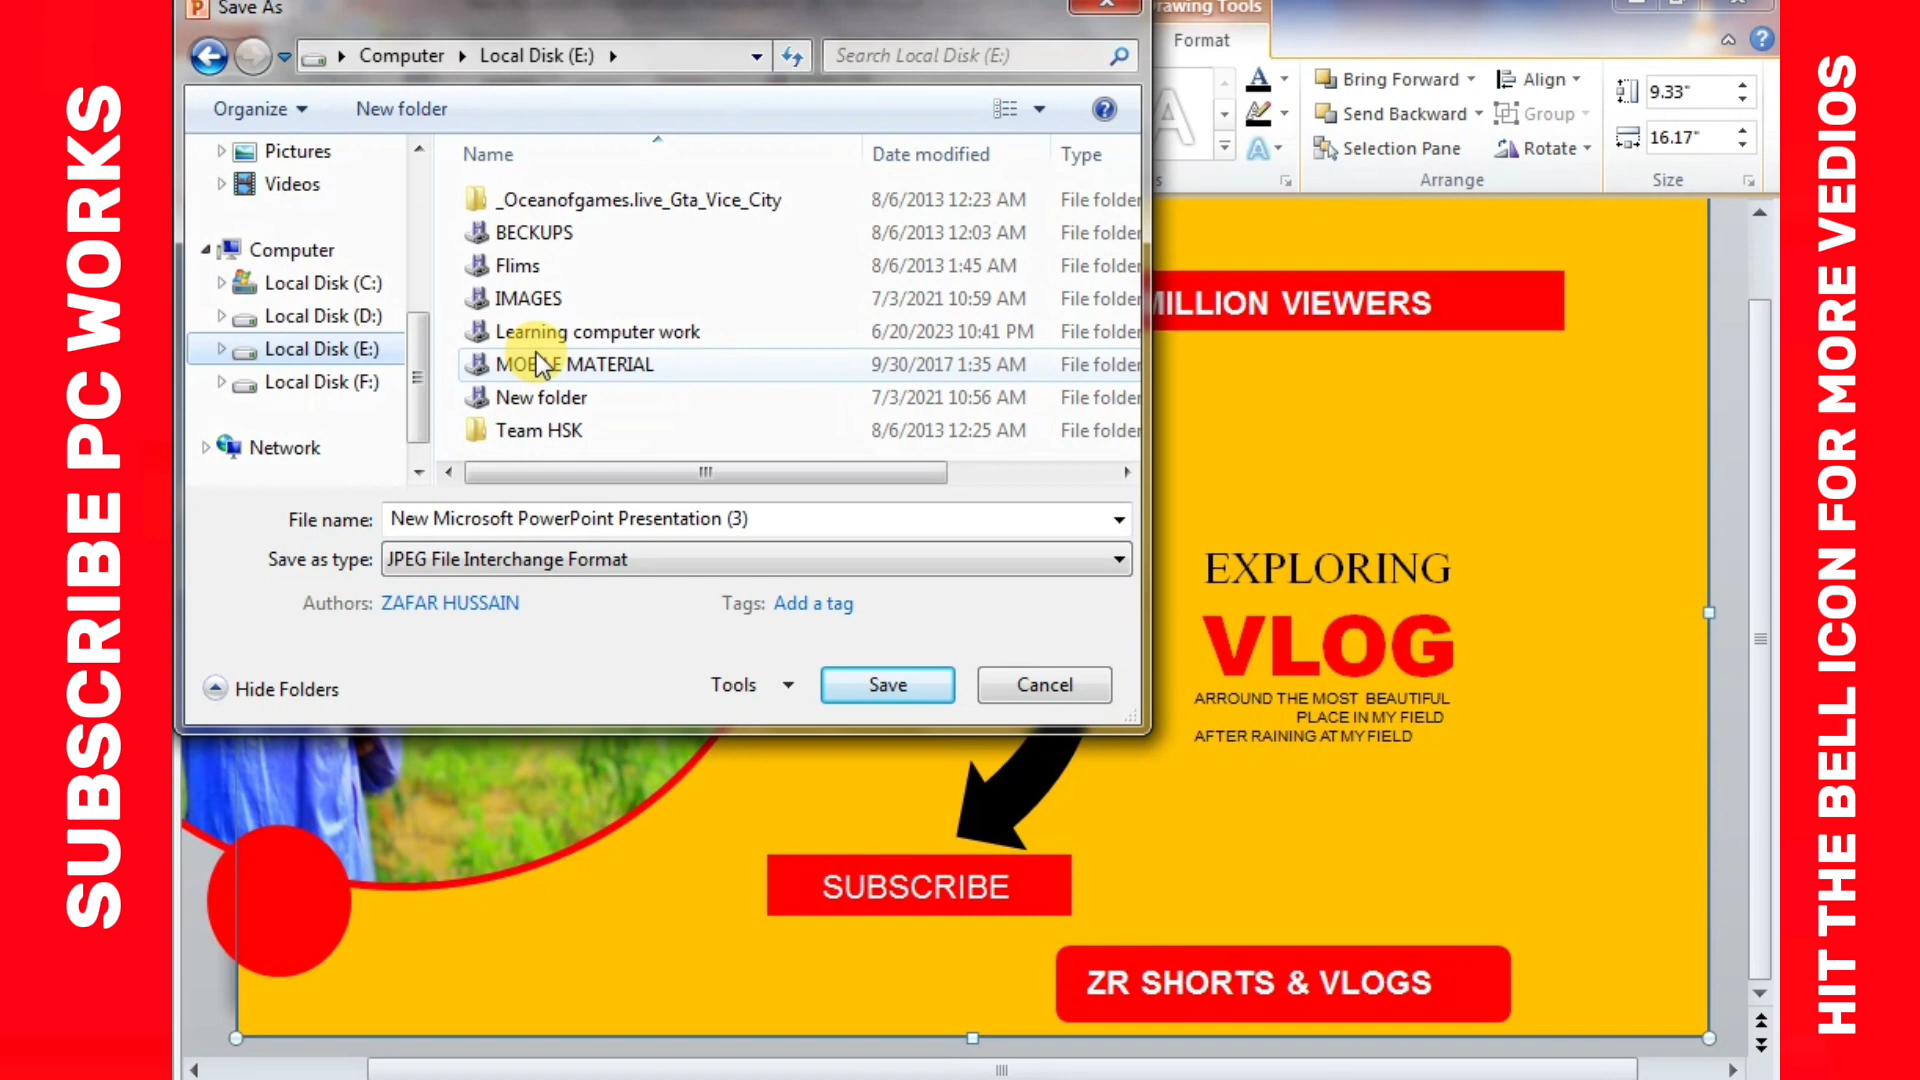 SUBSCRIBE PC WORKS
Save As
Computer
Local Disk (E:)
Search Local Disk (E:)
Organize
New folder
Pictures
Videos
Computer
Local Disk (C:)
Local Disk (D:)
Local Disk (E:)
Local Disk (F:)
Network
Name Date modified Type
_Oceanofgames.live_Gta_Vice_City 8/6/2013 12:23 AM File folder
BECKUPS 8/6/2013 12:03 AM File folder
Flims 8/6/2013 1:45 AM File folder
IMAGES 7/3/2021 10:59 AM File folder
Learning computer work 6/20/2023 10:41 PM File folder
MOBILE MATERIAL 9/30/2017 1:35 AM File folder
New folder 7/3/2021 10:56 AM File folder
Team HSK 8/6/2013 12:25 AM File folder
File name: New Microsoft PowerPoint Presentation (3)
Save as type: JPEG File Interchange Format
Authors: ZAFAR HUSSAIN Tags: Add a tag
Hide Folders
Tools
Save
Cancel
Drawing Tools
Format
Bring Forward
Send Backward
Selection Pane
Align
Group
Rotate
Arrange
9.33"
16.17"
Size
MILLION VIEWERS
EXPLORING
VLOG
ARROUND THE MOST BEAUTIFUL
PLACE IN MY FIELD
AFTER RAINING AT MY FIELD
SUBSCRIBE
ZR SHORTS & VLOGS
HIT THE BELL ICON FOR MORE VEDIOS